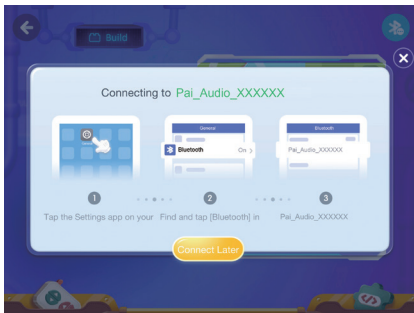 Build
Connecting to Pai_Audio_XXXXXX
General
Bluetooth On >
Bluetooth
Pai_Audio_XXXXXX
1 2 3
Tap the Settings app on your Find and tap [Bluetooth] in Pai_Audio_XXXXXX
Connect Later